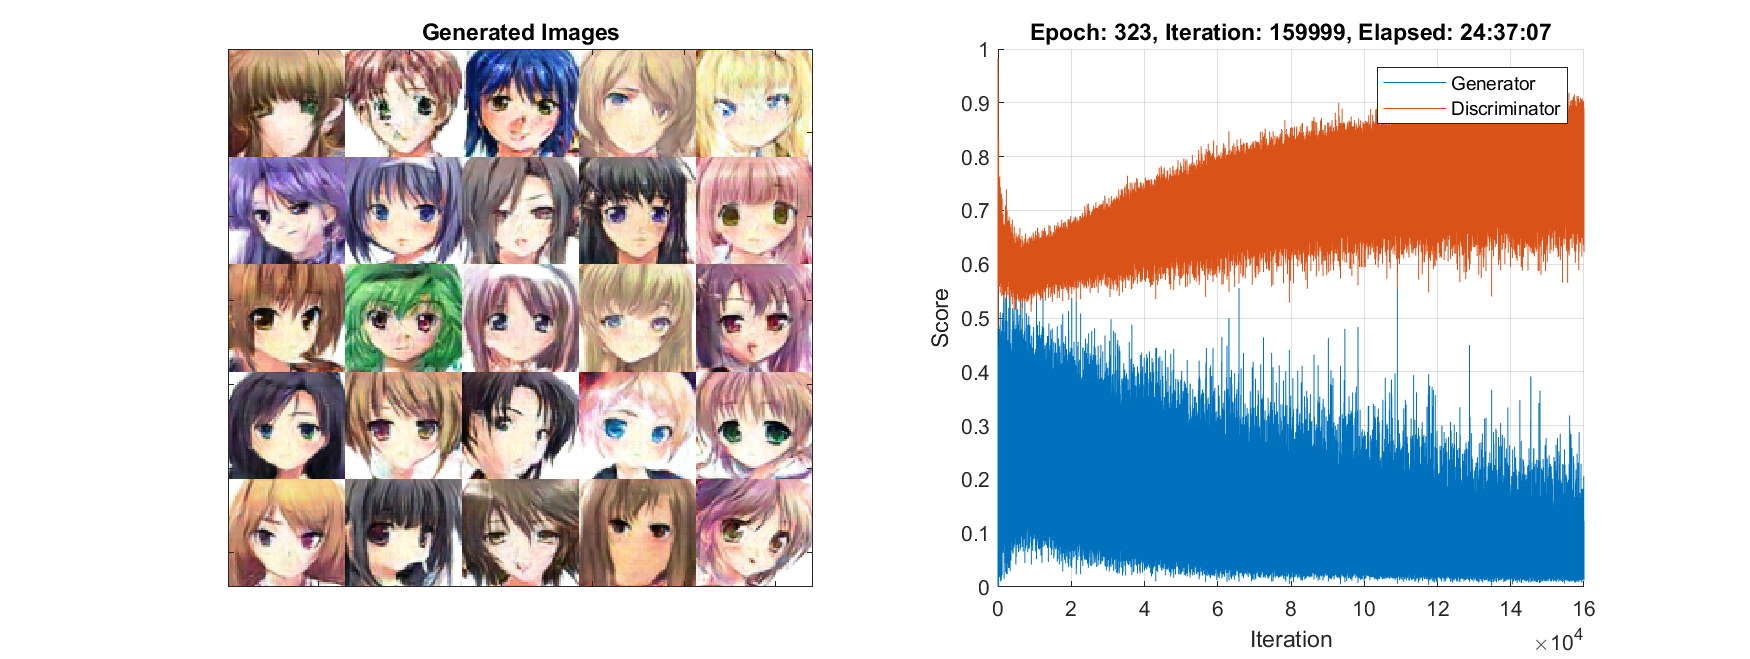 Generated Images
Epoch: 323, Iteration: 159999, Elapsed: 24:37:07
Generator
Discriminator
1
0.9
0.8
0.7
0.6
0.5
0.4
0.3
0.2
0.1
0
Score
0 2 4 6 8 10 12 14 16
Iteration
×10⁴